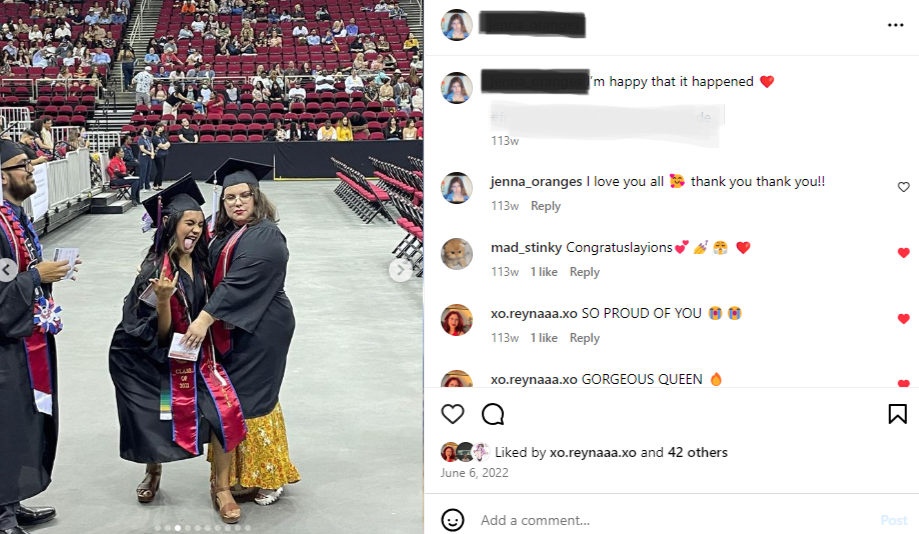 I'm happy that it happened ❤️
113w
jenna_oranges I love you all 🥰 thank you thank you!!
113w Reply
mad_stinky Congratuslayions💕 💅 😤 ❤️
113w 1 like Reply
xo.reynaaa.xo SO PROUD OF YOU 😭 😭
113w 1 like Reply
xo.reynaaa.xo GORGEOUS QUEEN 🔥
Liked by xo.reynaaa.xo and 42 others
June 6, 2022
Add a comment...
Post
CLASS
OF